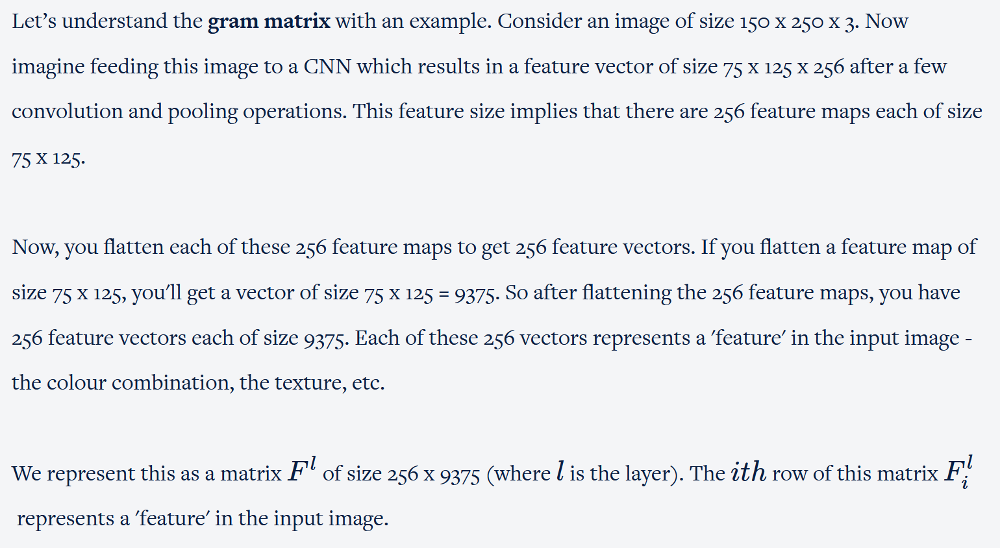 Let’s understand the gram matrix with an example. Consider an image of size 150 x 250 x 3. Now
imagine feeding this image to a CNN which results in a feature vector of size 75 x 125 x 256 after a few
convolution and pooling operations. This feature size implies that there are 256 feature maps each of size
75 x 125.
Now, you flatten each of these 256 feature maps to get 256 feature vectors. If you flatten a feature map of
size 75 x 125, you'll get a vector of size 75 x 125 = 9375. So after flattening the 256 feature maps, you have
256 feature vectors each of size 9375. Each of these 256 vectors represents a 'feature' in the input image -
the colour combination, the texture, etc.
We represent this as a matrix $F^l$ of size 256 x 9375 (where $l$ is the layer). The $ith$ row of this matrix $F_i^l$
represents a 'feature' in the input image.